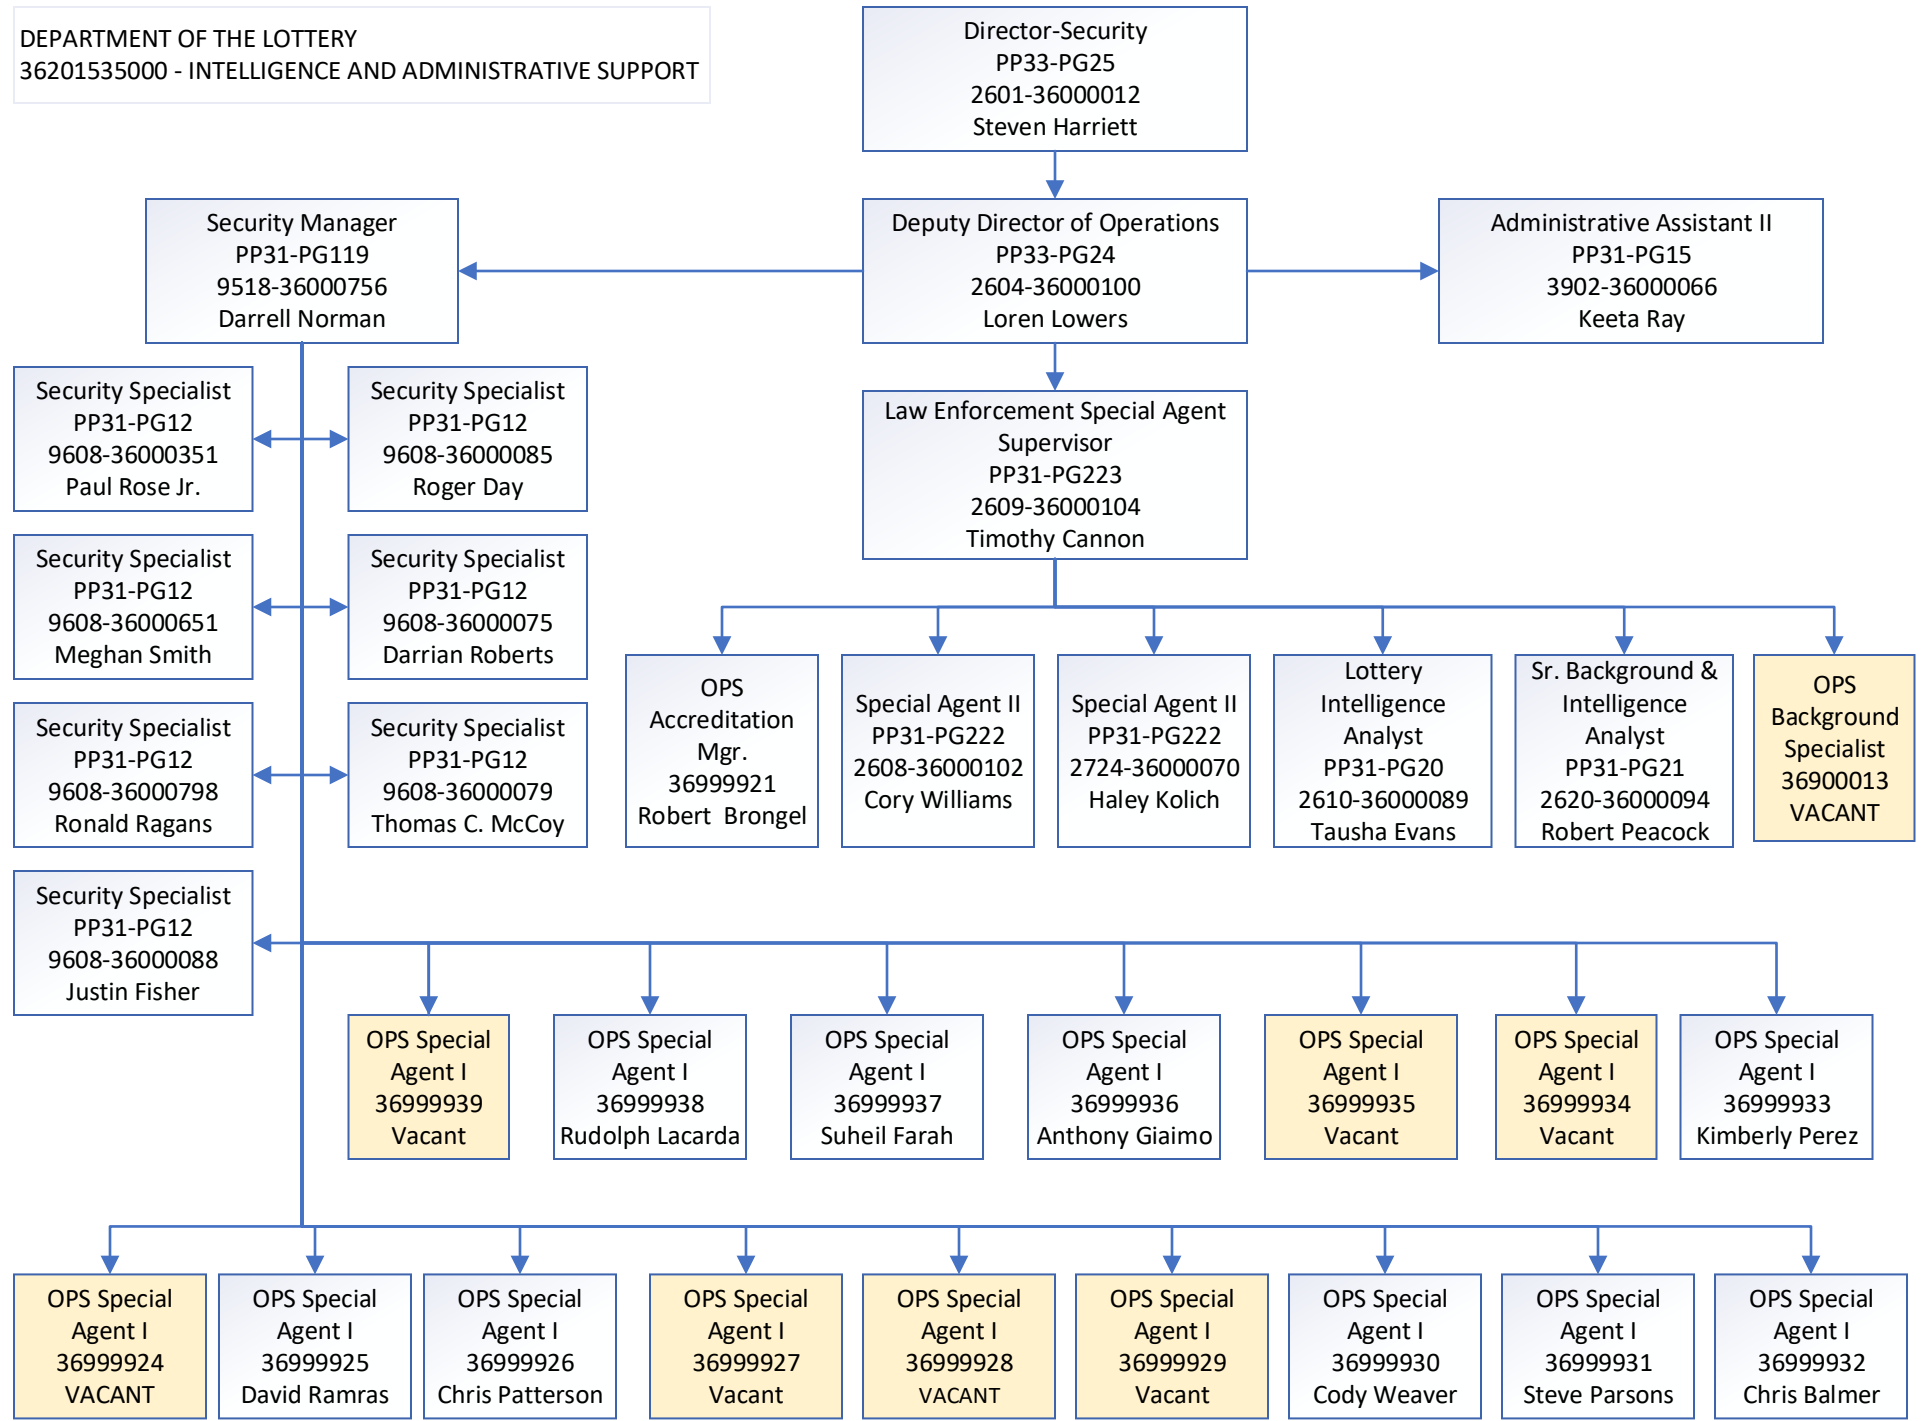 DEPARTMENT OF THE LOTTERY
36201535000 - INTELLIGENCE AND ADMINISTRATIVE SUPPORT
Director-Security
PP33-PG25
2601-36000012
Steven Harriett
Security Manager
PP31-PG119
9518-36000756
Darrell Norman
Deputy Director of Operations
PP33-PG24
2604-36000100
Loren Lowers
Administrative Assistant II
PP31-PG15
3902-36000066
Keeta Ray
Security Specialist
PP31-PG12
9608-36000351
Paul Rose Jr.
Security Specialist
PP31-PG12
9608-36000085
Roger Day
Law Enforcement Special Agent
Supervisor
PP31-PG223
2609-36000104
Timothy Cannon
Security Specialist
PP31-PG12
9608-36000651
Meghan Smith
Security Specialist
PP31-PG12
9608-36000075
Darrian Roberts
Security Specialist
PP31-PG12
9608-36000798
Ronald Ragans
Security Specialist
PP31-PG12
9608-36000079
Thomas C. McCoy
OPS
Accreditation
Mgr.
36999921
Robert  Brongel
Special Agent II
PP31-PG222
2608-36000102
Cory Williams
Special Agent II
PP31-PG222
2724-36000070
Haley Kolich
Lottery
Intelligence
Analyst
PP31-PG20
2610-36000089
Tausha Evans
Sr. Background &
Intelligence
Analyst
PP31-PG21
2620-36000094
Robert Peacock
OPS
Background
Specialist
36900013
VACANT
Security Specialist
PP31-PG12
9608-36000088
Justin Fisher
OPS Special
Agent I
36999939
Vacant
OPS Special
Agent I
36999938
Rudolph Lacarda
OPS Special
Agent I
36999937
Suheil Farah
OPS Special
Agent I
36999936
Anthony Giaimo
OPS Special
Agent I
36999935
Vacant
OPS Special
Agent I
36999934
Vacant
OPS Special
Agent I
36999933
Kimberly Perez
OPS Special
Agent I
36999924
VACANT
OPS Special
Agent I
36999925
David Ramras
OPS Special
Agent I
36999926
Chris Patterson
OPS Special
Agent I
36999927
Vacant
OPS Special
Agent I
36999928
VACANT
OPS Special
Agent I
36999929
Vacant
OPS Special
Agent I
36999930
Cody Weaver
OPS Special
Agent I
36999931
Steve Parsons
OPS Special
Agent I
36999932
Chris Balmer